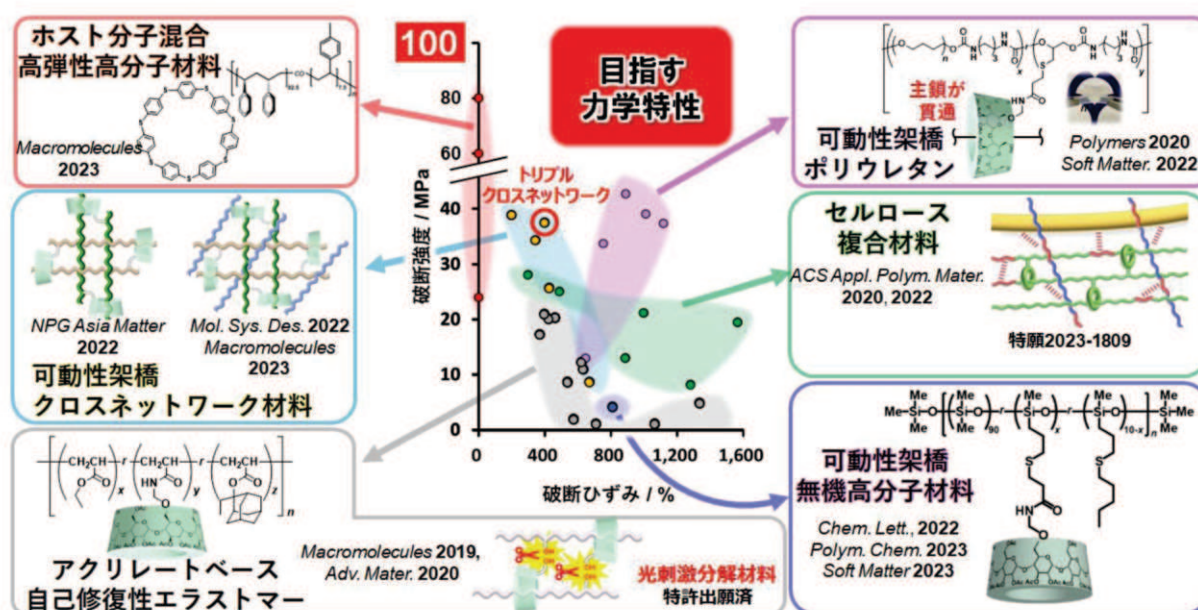 ホスト分子混合
高弾性高分子材料
Macromolecules
2023
100
目指す
力学特性
主鎖が
貫通
可動性架橋
ポリウレタン
Polymers 2020
Soft Matter. 2022
NPG Asia Matter
2022
Mol. Sys. Des. 2022
Macromolecules
2023
可動性架橋
クロスネットワーク材料
破断強度 / MPa
80
60
40
30
20
10
0
トリプル
クロスネットワーク
0
400
800
1,200
1,600
破断ひずみ / %
セルロース
複合材料
ACS Appl. Polym. Mater.
2020, 2022
特願2023-1809
アクリレートベース
自己修復性エラストマー
Macromolecules 2019,
Adv. Mater. 2020
光刺激分解材料
特許出願済
可動性架橋
無機高分子材料
Chem. Lett., 2022
Polym. Chem. 2023
Soft Matter 2023